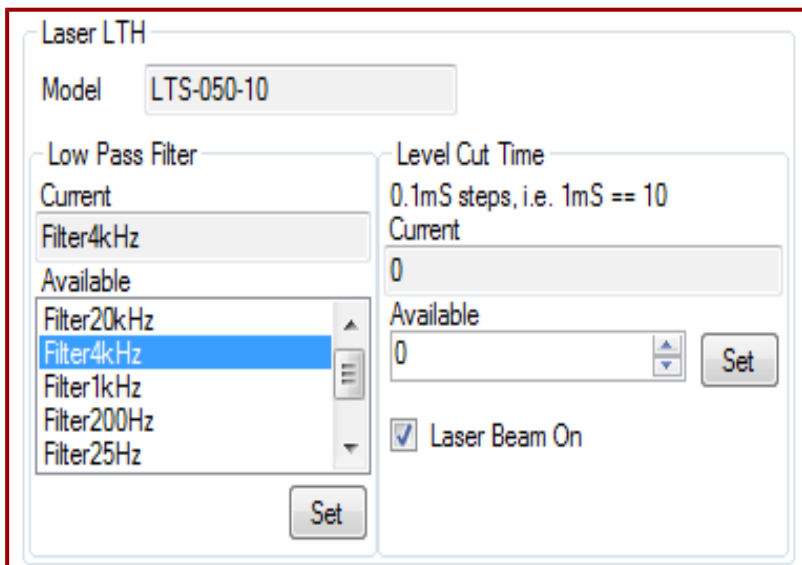 Laser LTH
Model LTS-050-10
Low Pass Filter
Current
Filter4kHz
Available
Filter20kHz
Filter4kHz
Filter1kHz
Filter200Hz
Filter25Hz
Set
Level Cut Time
0.1mS steps, i.e. 1mS == 10
Current
0
Available
0
Set
Laser Beam On